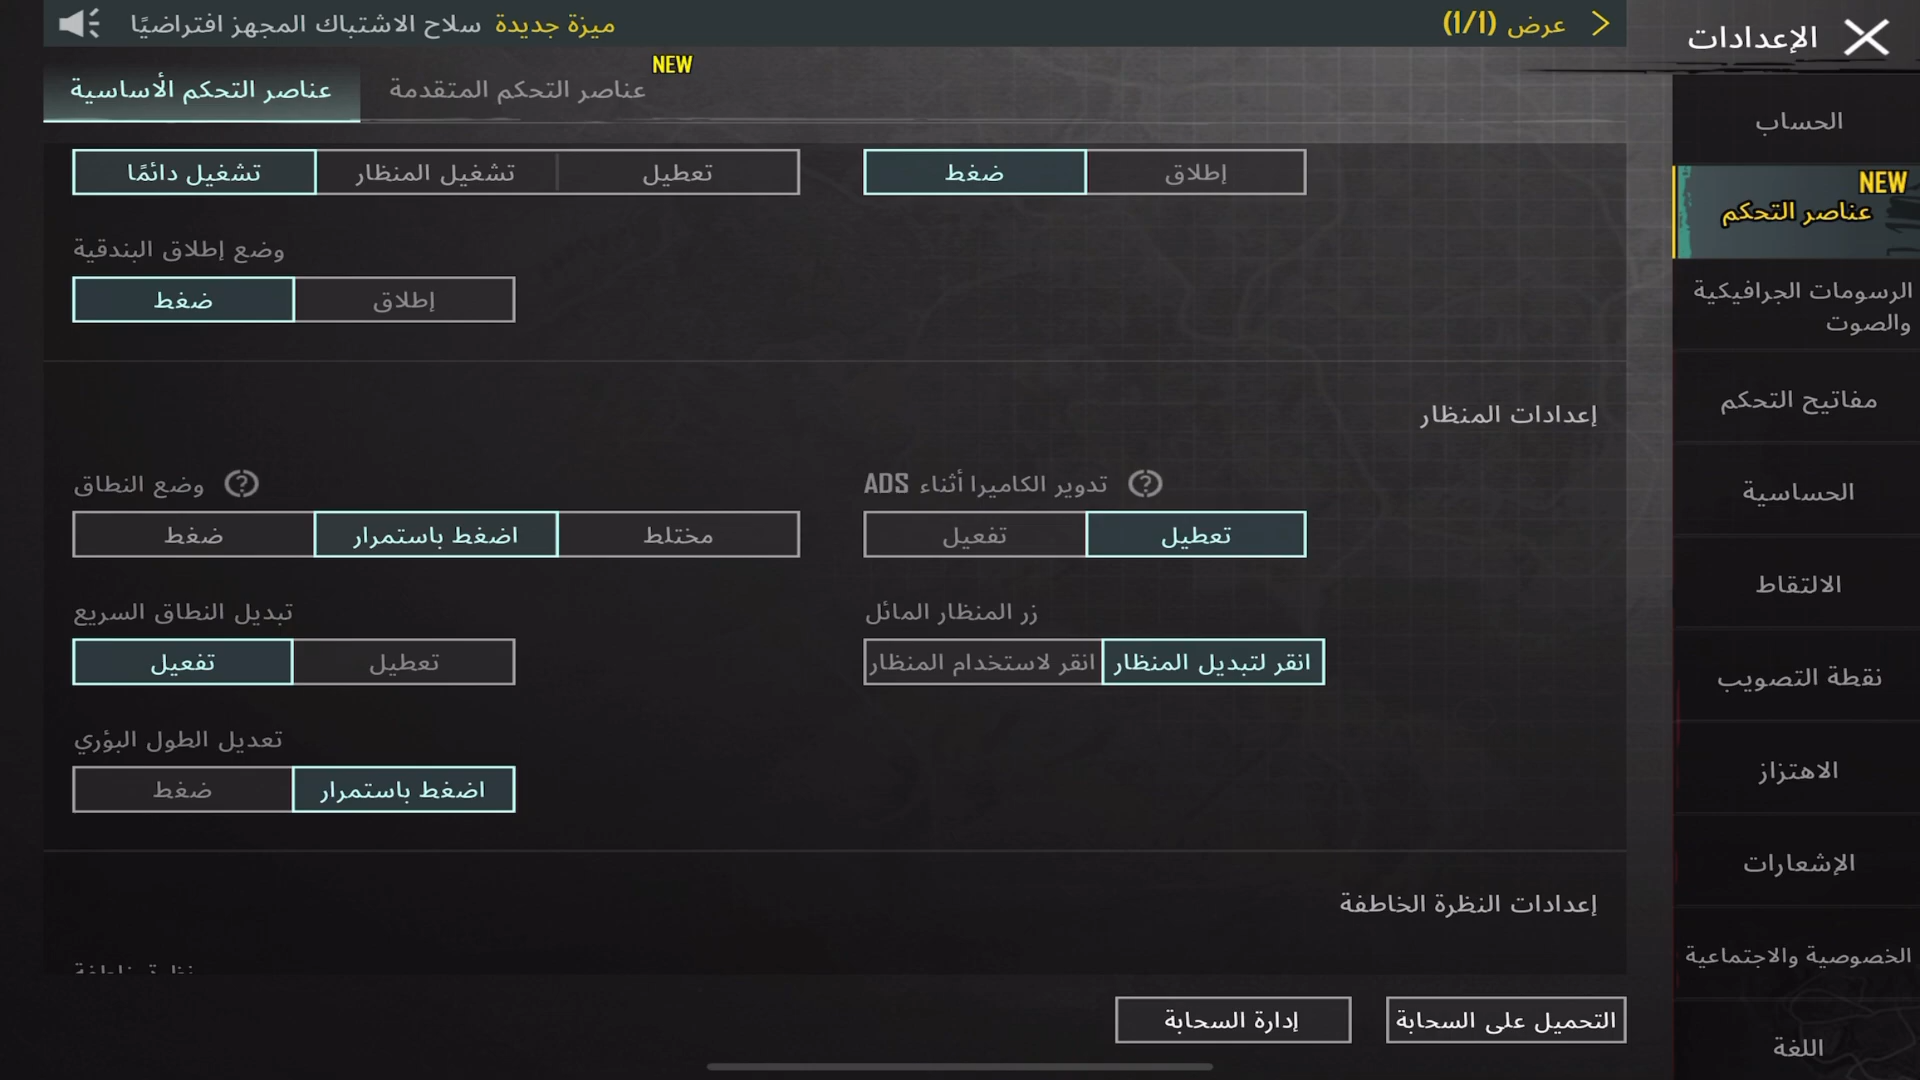 ميزة جديدة سلاح الاشتباك المجهز افتراضيًا
عرض (1/1)
الإعدادات
عناصر التحكم الأساسية
عناصر التحكم المتقدمة
NEW
تشغيل دائمًا
تشغيل المنظار
تعطيل
ضغط
إطلاق
وضع إطلاق البندقية
ضغط
إطلاق
إعدادات المنظار
وضع النطاق
ضغط
اضغط باستمرار
مختلط
تدوير الكاميرا أثناء ADS
تفعيل
تعطيل
تبديل النطاق السريع
تفعيل
تعطيل
زر المنظار المائل
انقر لاستخدام المنظار
انقر لتبديل المنظار
تعديل الطول البؤري
ضغط
اضغط باستمرار
إعدادات النظرة الخاطفة
إدارة السحابة
التحميل على السحابة
الحساب
NEW
عناصر التحكم
الرسومات الجرافيكية
والصوت
مفاتيح التحكم
الحساسية
الالتقاط
نقطة التصويب
الاهتزاز
الإشعارات
الخصوصية والاجتماعية
اللغة